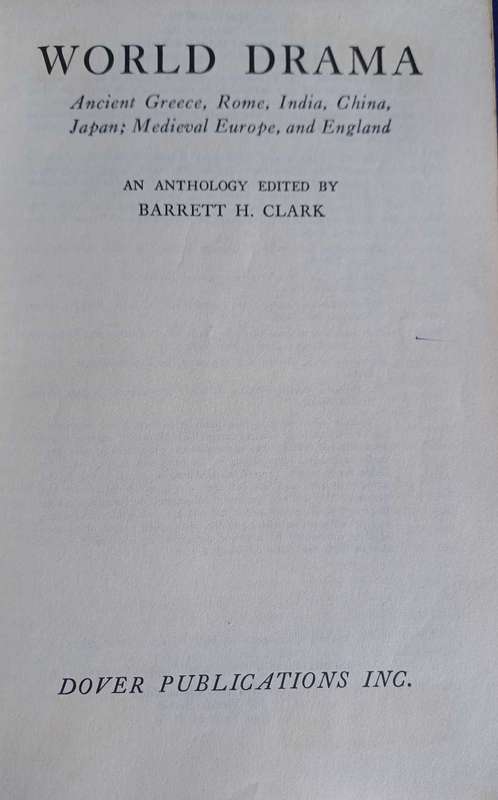 WORLD DRAMA
Ancient Greece, Rome, India, China,
Japan; Medieval Europe, and England
AN ANTHOLOGY EDITED BY
BARRETT H. CLARK
DOVER PUBLICATIONS INC.